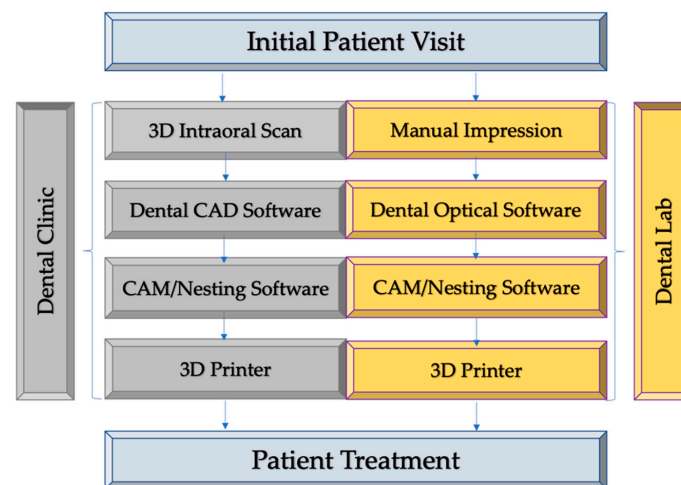 Initial Patient Visit
Dental Clinic
3D Intraoral Scan
Manual Impression
Dental CAD Software
Dental Optical Software
CAM/Nesting Software
CAM/Nesting Software
3D Printer
3D Printer
Dental Lab
Patient Treatment